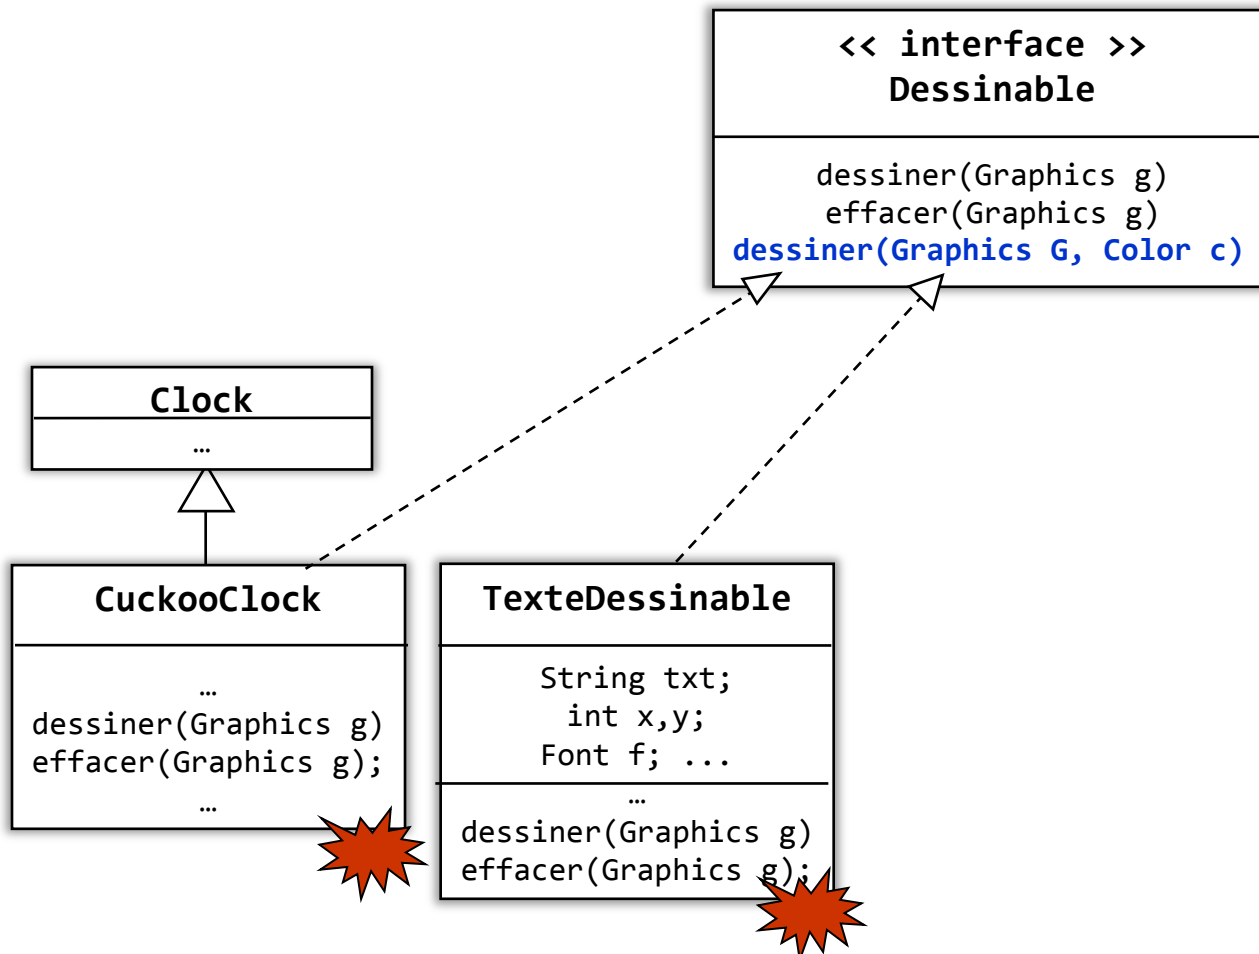 << interface >>
Dessinable
dessiner(Graphics g)
effacer(Graphics g)
dessiner(Graphics G, Color c)
Clock
…
CuckooClock
…
dessiner(Graphics g)
effacer(Graphics g);
…
TexteDessinable
String txt;
int x,y;
Font f; ...
…
dessiner(Graphics g)
effacer(Graphics g);